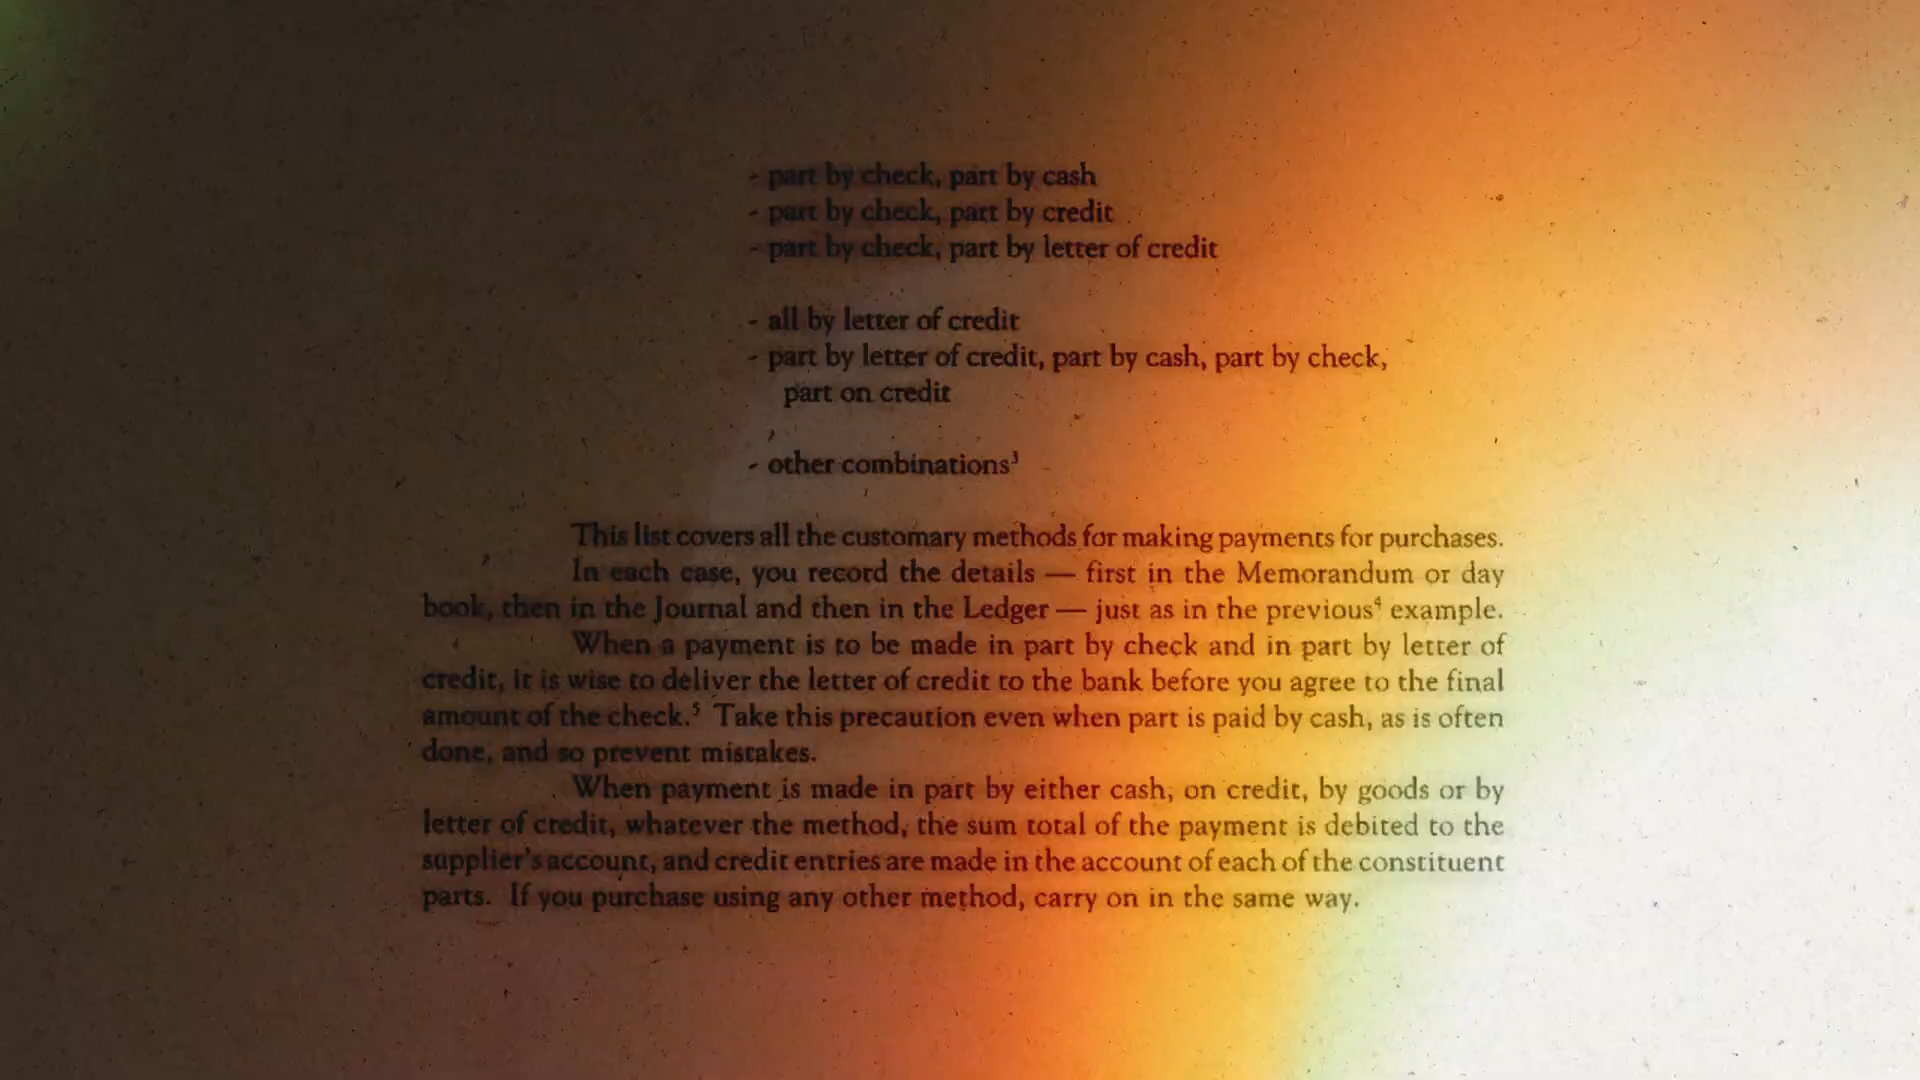 - part by check, part by cash
- part by check, part by credit
- part by check, part by letter of credit
- all by letter of credit
- part by letter of credit, part by cash, part by check,
part on credit
- other combinations³
This list covers all the customary methods for making payments for purchases.
In each case, you record the details — first in the Memorandum or day
book, then in the Journal and then in the Ledger — just as in the previous⁴ example.
When a payment is to be made in part by check and in part by letter of
credit, it is wise to deliver the letter of credit to the bank before you agree to the final
amount of the check.⁵ Take this precaution even when part is paid by cash, as is often
done, and so prevent mistakes.
When payment is made in part by either cash, on credit, by goods or by
letter of credit, whatever the method, the sum total of the payment is debited to the
supplier's account, and credit entries are made in the account of each of the constituent
parts. If you purchase using any other method, carry on in the same way.